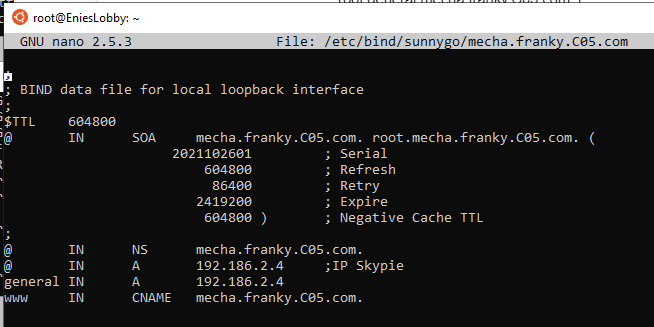 root@EniesLobby: ~
GNU nano 2.5.3 File: /etc/bind/sunnygo/mecha.franky.C05.com
;
; BIND data file for local loopback interface
;
$TTL 604800
@ IN SOA mecha.franky.C05.com. root.mecha.franky.C05.com. (
2021102601 ; Serial
604800 ; Refresh
86400 ; Retry
2419200 ; Expire
604800 ) ; Negative Cache TTL
;
@ IN NS mecha.franky.C05.com.
@ IN A 192.186.2.4 ;IP Skypie
general IN A 192.186.2.4
www IN CNAME mecha.franky.C05.com.